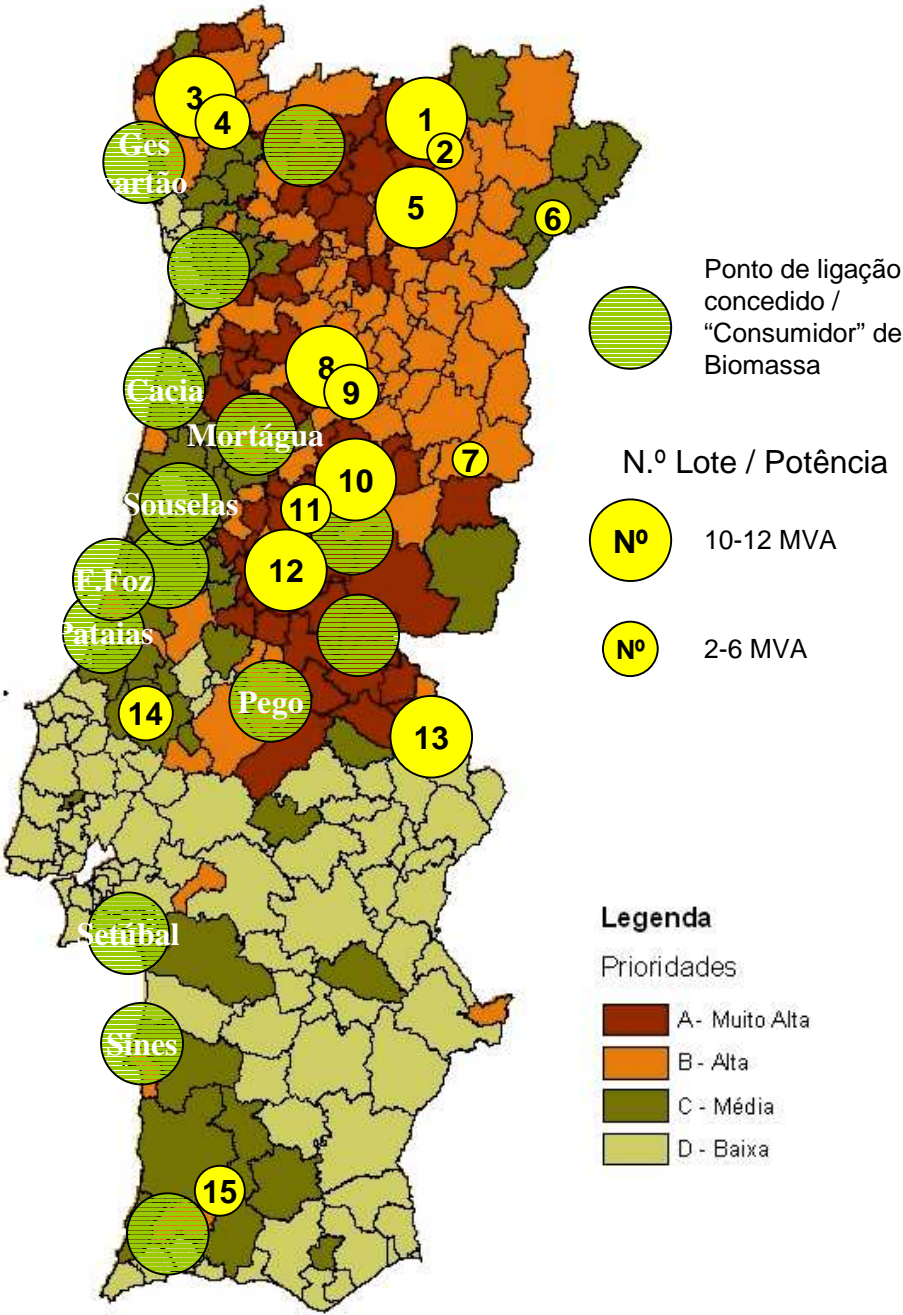 3
4
1
2
Ges
cartão
5
6
Ponto de ligação
concedido /
“Consumidor” de
Biomassa
8
9
Cacia
Mortágua
7
N.º Lote / Potência
10
Souselas
11
Nº 10-12 MVA
12
E.Foz
Pataias
Nº 2-6 MVA
Pego
14
13
Setúbal
Legenda
Prioridades
A - Muito Alta
B - Alta
C - Média
D - Baixa
Sines
15